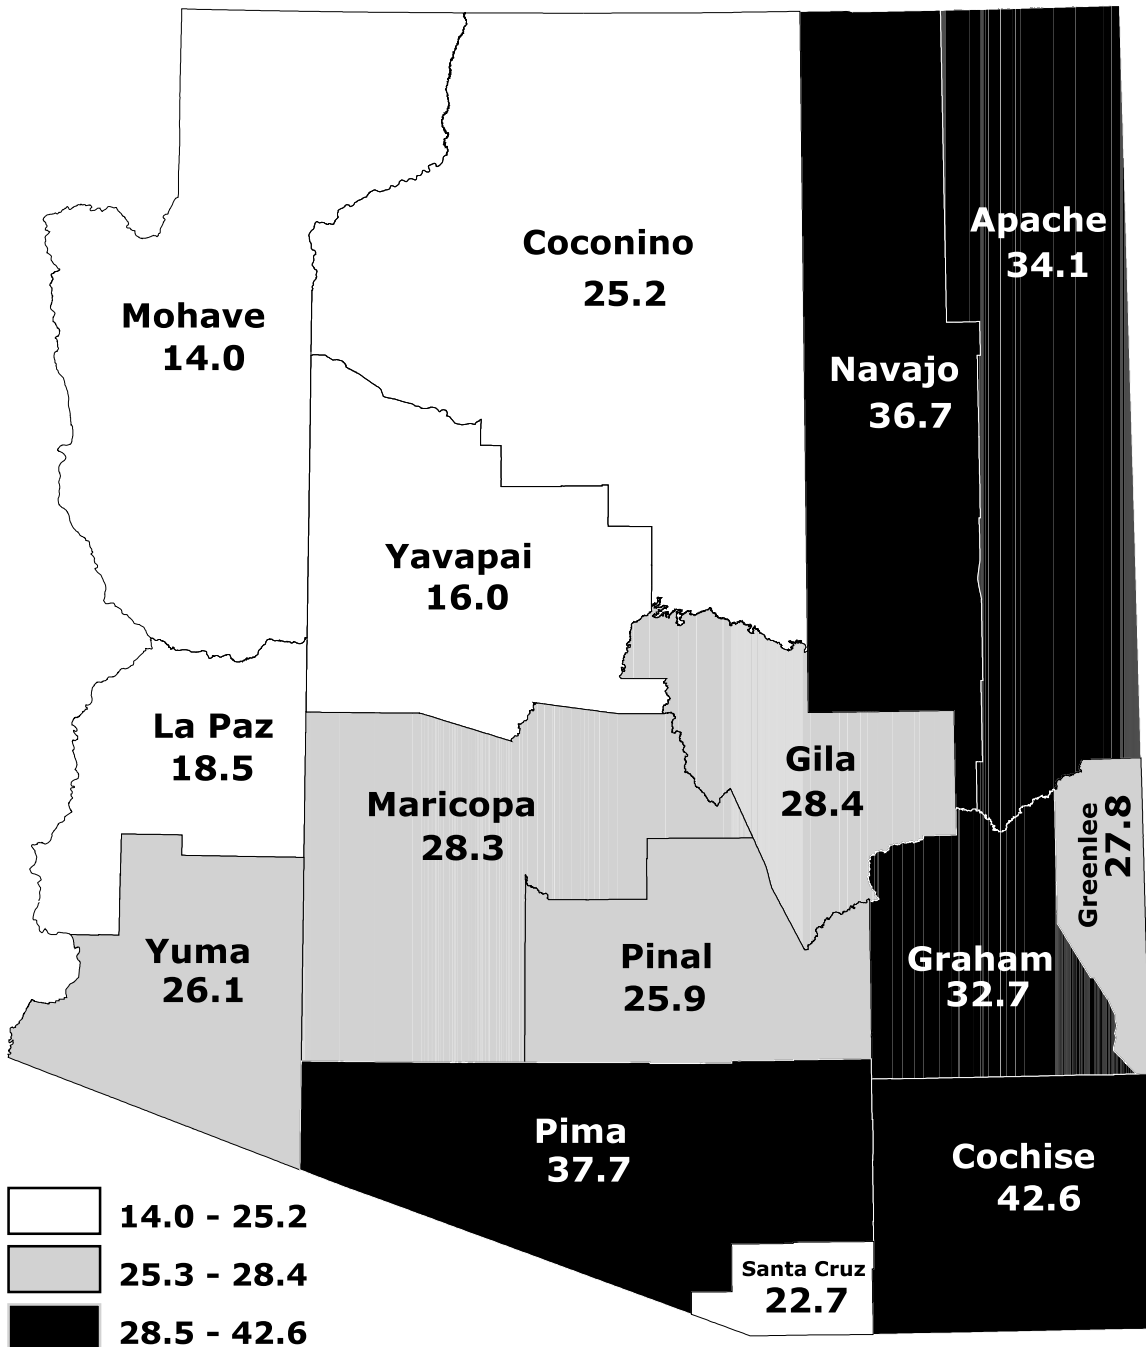 Apache
34.1
Coconino
25.2
Mohave
14.0
Navajo
36.7
Yavapai
16.0
La Paz
18.5
Gila
28.4
Maricopa
28.3
Greenlee
27.8
Yuma
26.1
Pinal
25.9
Graham
32.7
Pima
37.7
Cochise
42.6
Santa Cruz
22.7
14.0 - 25.2
25.3 - 28.4
28.5 - 42.6